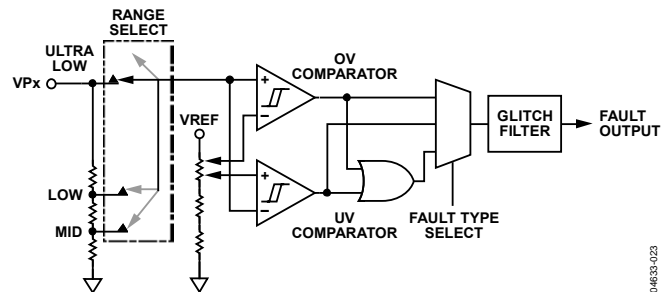 RANGE
SELECT
ULTRA
LOW
VPx
LOW
MID
VREF
+
–
OV
COMPARATOR
+
–
UV
COMPARATOR
FAULT TYPE
SELECT
GLITCH
FILTER
FAULT
OUTPUT
04633-023